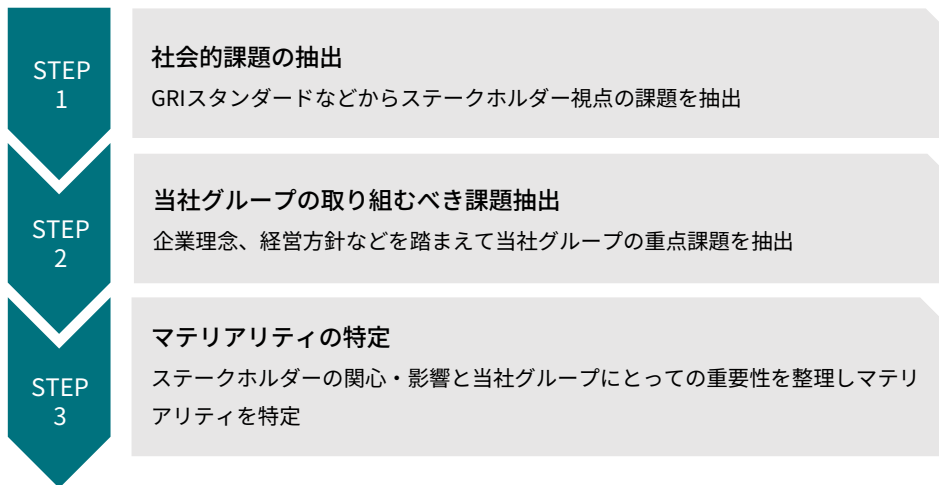 STEP
1
社会的課題の抽出
GRIスタンダードなどからステークホルダー視点の課題を抽出
STEP
2
当社グループの取り組むべき課題抽出
企業理念、経営方針などを踏まえて当社グループの重点課題を抽出
STEP
3
マテリアリティの特定
ステークホルダーの関心・影響と当社グループにとっての重要性を整理しマテリ
アリティを特定